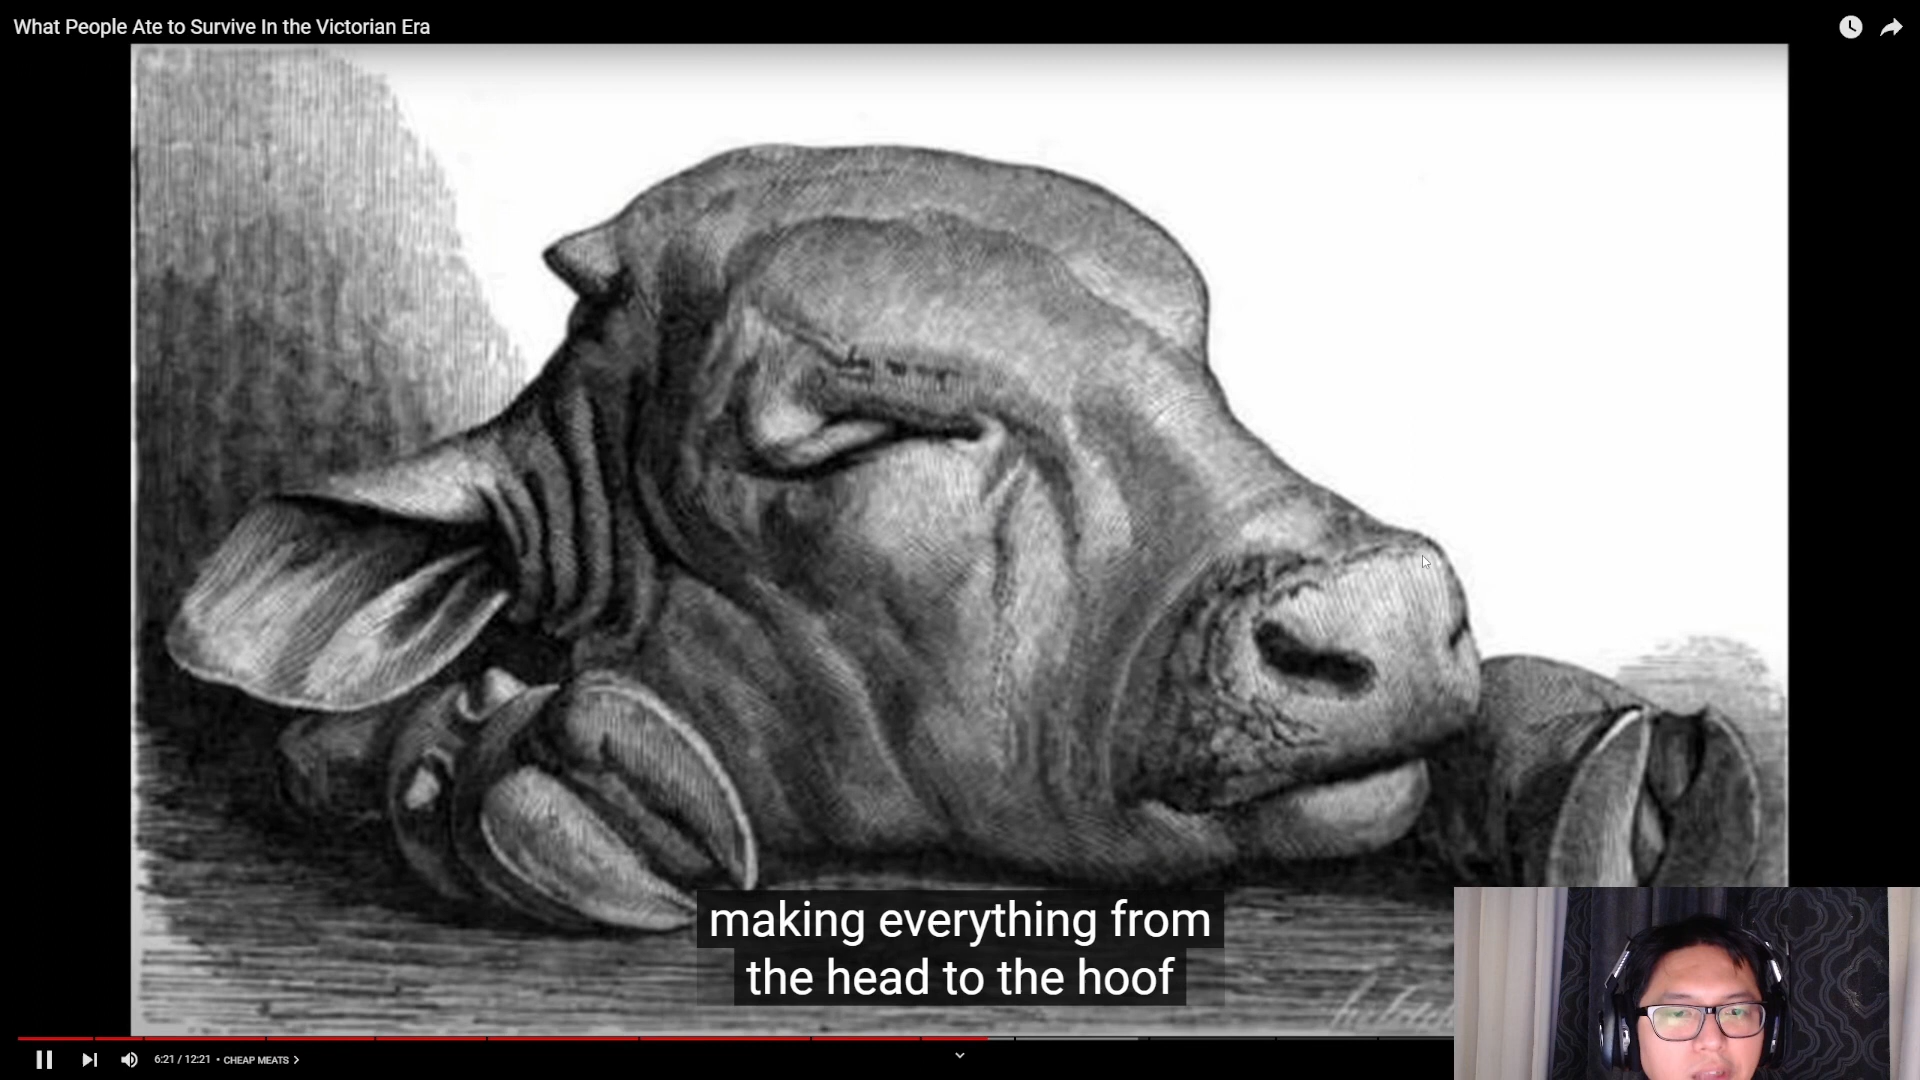 What People Ate to Survive In the Victorian Era
making everything from
the head to the hoof
6:21 / 12:21 • CHEAP MEATS >